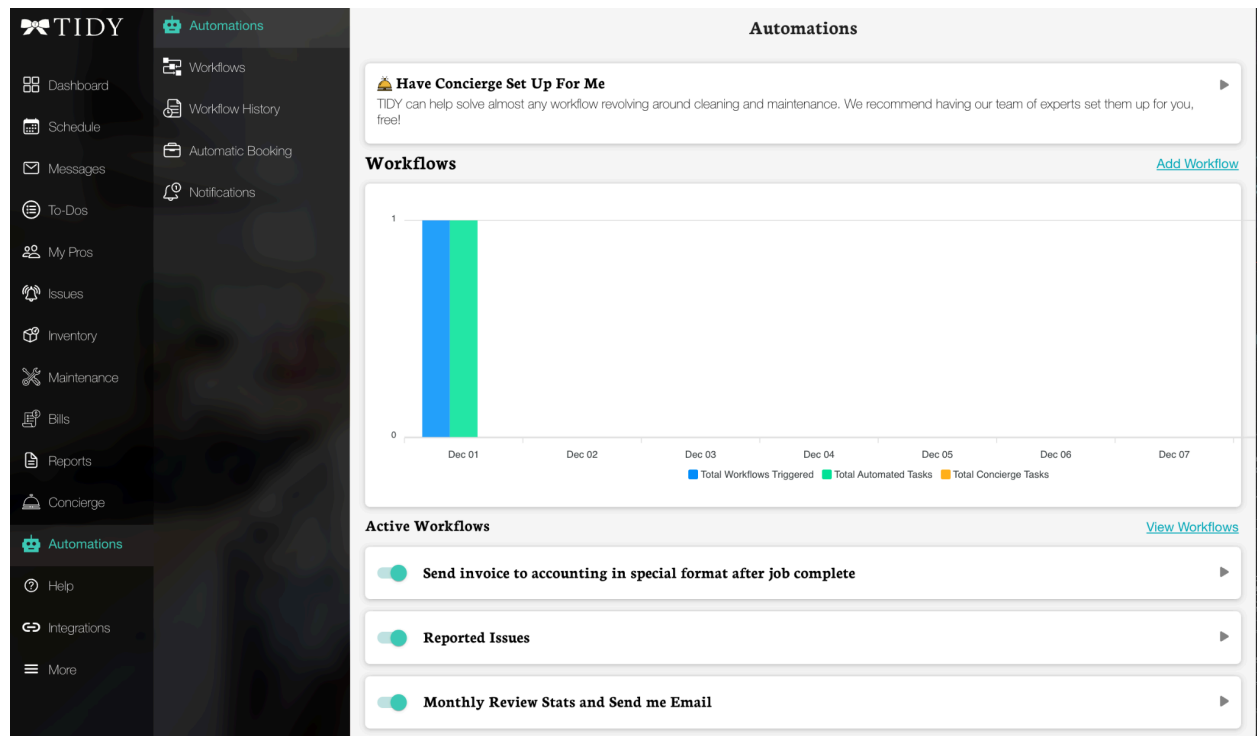 TIDY
Dashboard
Schedule
Messages
To-Dos
My Pros
Issues
Inventory
Maintenance
Bills
Reports
Concierge
Automations
Help
Integrations
More
Automations
Workflows
Workflow History
Automatic Booking
Notifications
Automations
Have Concierge Set Up For Me
TIDY can help solve almost any workflow revolving around cleaning and maintenance. We recommend having our team of experts set them up for you,
free!
Workflows
Add Workflow
1
0
Dec 01 Dec 02 Dec 03 Dec 04 Dec 05 Dec 06 Dec 07
Total Workflows Triggered Total Automated Tasks Total Concierge Tasks
Active Workflows
View Workflows
Send invoice to accounting in special format after job complete
Reported Issues
Monthly Review Stats and Send me Email